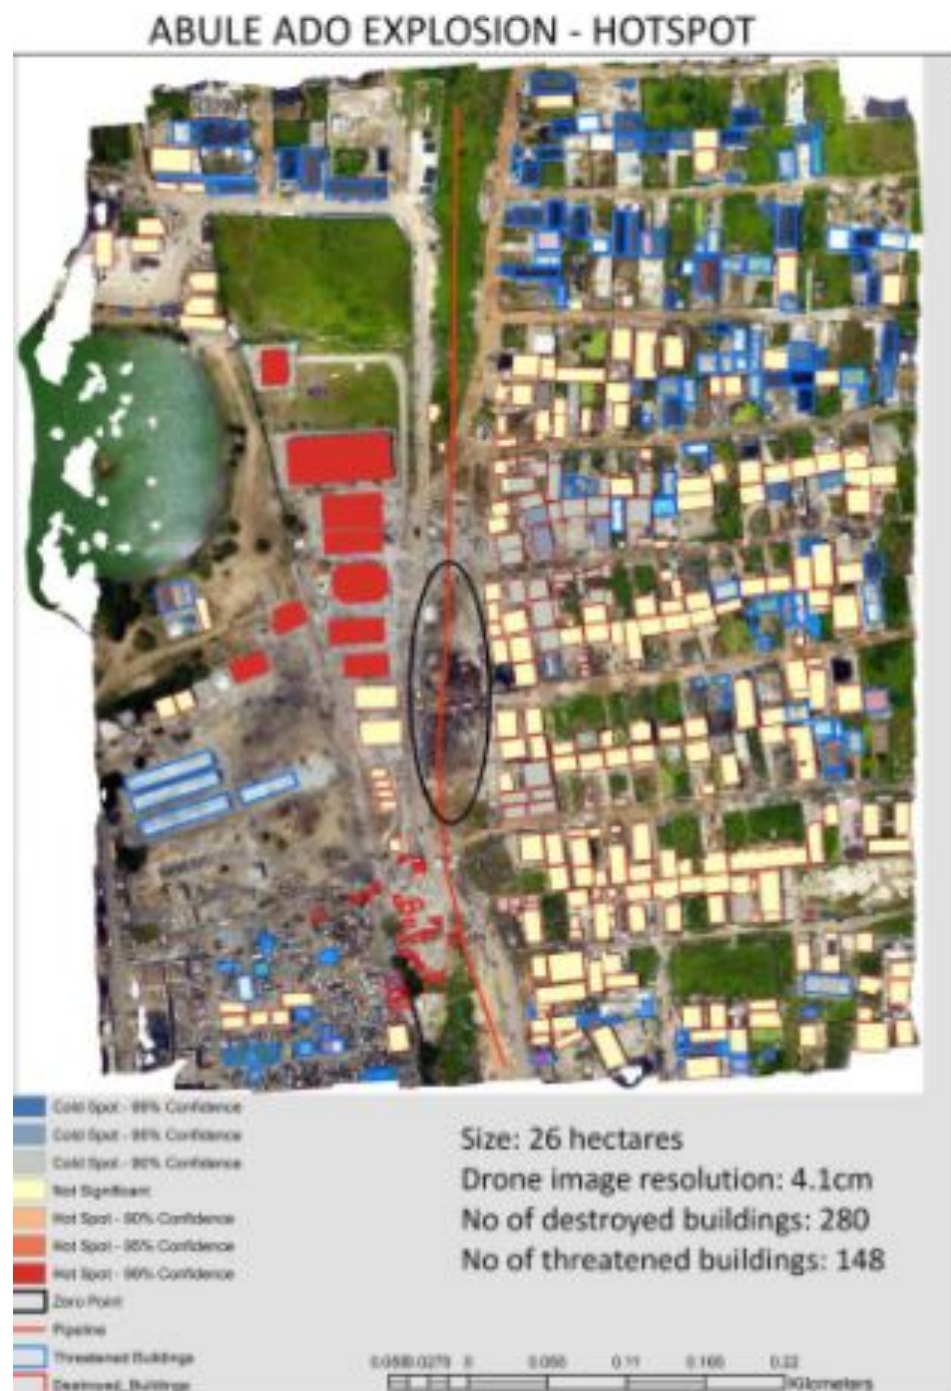 ABULE ADO EXPLOSION - HOTSPOT
Cold Spot - 99% Confidence
Cold Spot - 95% Confidence
Cold Spot - 90% Confidence
Not Significant
Hot Spot - 90% Confidence
Hot Spot - 95% Confidence
Hot Spot - 99% Confidence
Zero Point
Pipeline
Threatened Buildings
Destroyed_Buildings
Size: 26 hectares
Drone image resolution: 4.1cm
No of destroyed buildings: 280
No of threatened buildings: 148
0 0.055 0.11 0.165 0.22
Kilometers